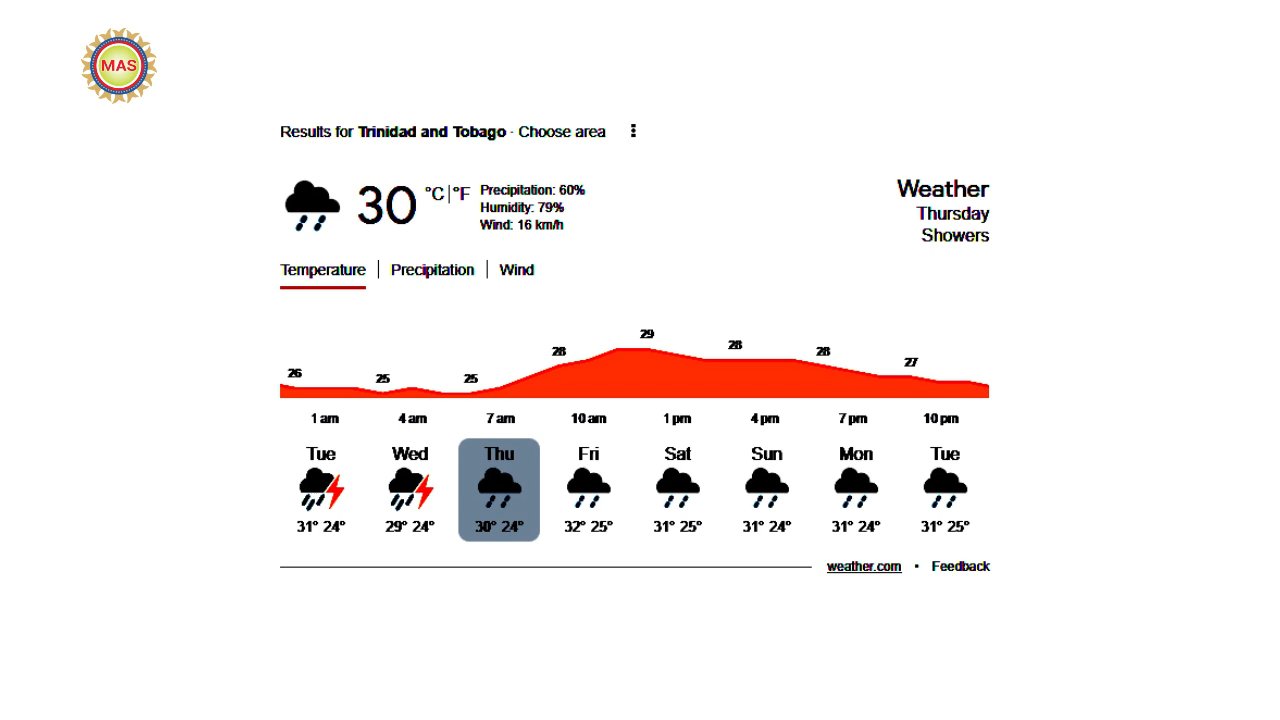 MAS
Results for Trinidad and Tobago · Choose area
30 °C|°F
Precipitation: 60%
Humidity: 79%
Wind: 16 km/h
Weather
Thursday
Showers
Temperature | Precipitation | Wind
26 25 25 28 29 28 28 27
1 am 4 am 7 am 10 am 1 pm 4 pm 7 pm 10 pm
Tue Wed Thu Fri Sat Sun Mon Tue
31° 24° 29° 24° 30° 24° 32° 25° 31° 25° 31° 24° 31° 24° 31° 25°
weather.com • Feedback